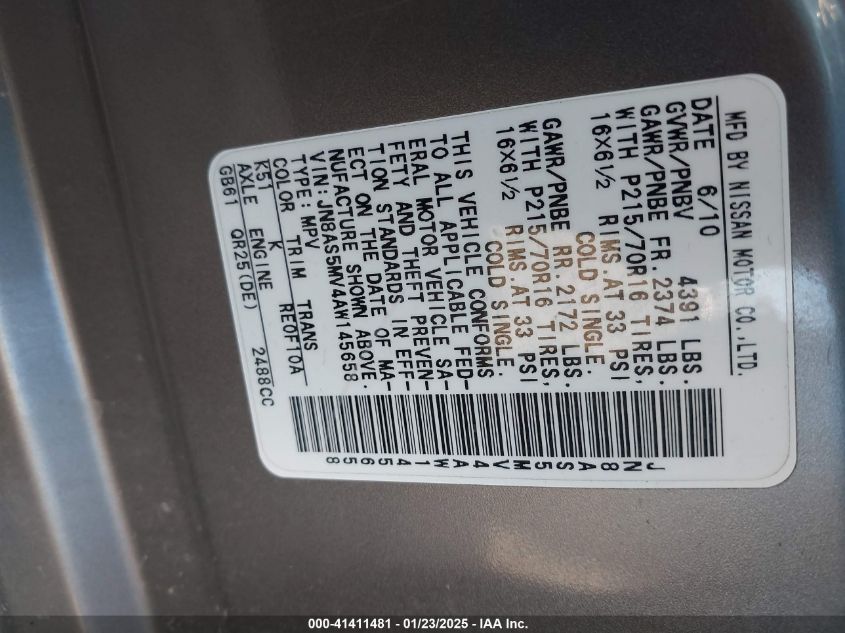 MFD BY NISSAN MOTOR CO.,LTD.
DATE 6/10
GVWR/PNBV 4391 LBS.
GAWR/PNBE FR. 2374 LBS.
WITH P215/70R16 TIRES,
16X6½ RIMS.AT 33 PSI
COLD SINGLE.
GAWR/PNBE RR. 2172 LBS.
WITH P215/70R16 TIRES,
16X6½ RIMS.AT 33 PSI
COLD SINGLE.
THIS VEHICLE CONFORMS
TO ALL APPLICABLE FED-
ERAL MOTOR VEHICLE SA-
FETY AND THEFT PREVEN-
TION STANDARDS IN EFF-
ECT ON THE DATE OF MA-
NUFACTURE SHOWN ABOVE.
VIN:JN8AS5MV4AW145658
TYPE:MPV
COLOR TRIM TRANS
K51 K RE0F10A
AXLE ENGINE
GB61 QR25(DE) 2488CC
JN8AS5MV4AW145658
000-41411481 - 01/23/2025 - IAA Inc.